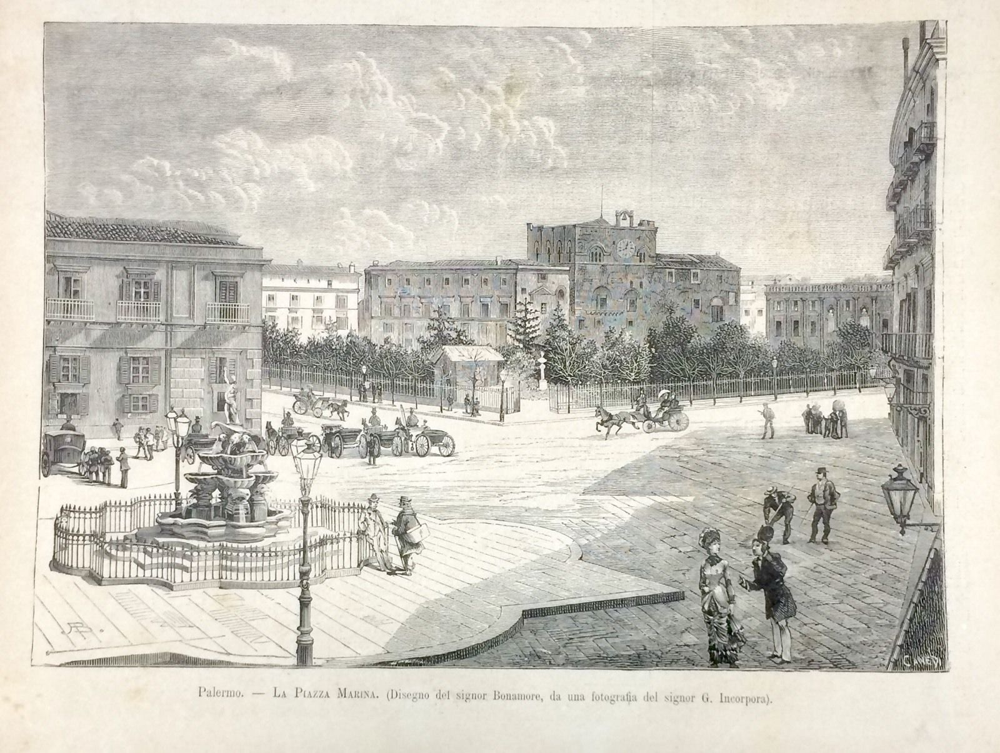 Palermo. — La Piazza Marina. (Disegno del signor Bonamore, da una fotografia del signor G. Incorpora).